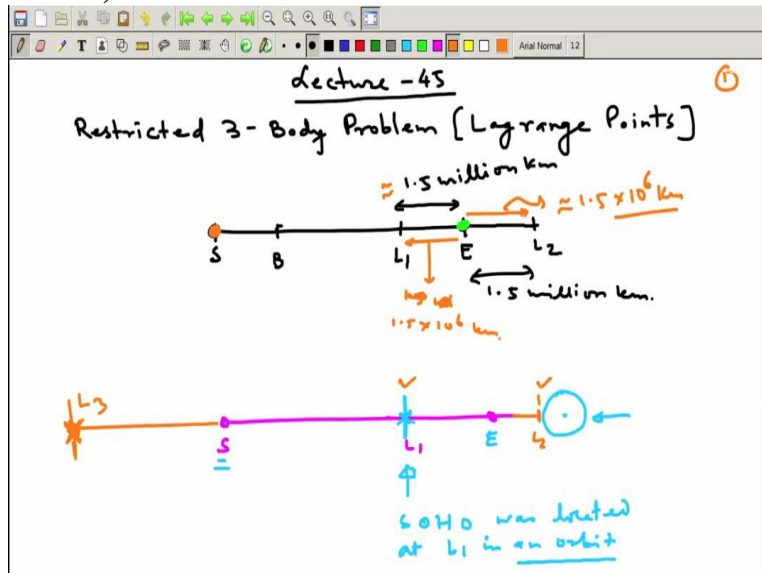 Arial Normal 12
Lecture - 45
①
Restricted 3 - Body Problem [Lagrange Points]
≈ 1.5 million km
≈ 1.5 × 10⁶ km
S B L₁ E L₂
1.5 million km.
1.5 × 10⁶ km.
L₃
S L₁ E L₂
SOHO was located
at L₁ in an orbit